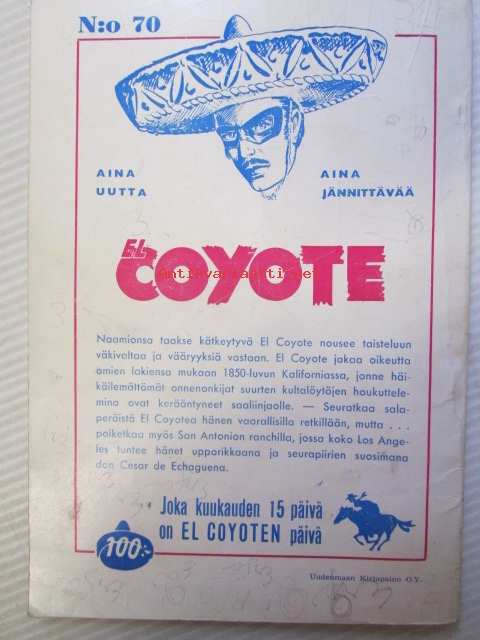 N:o 70
AINA UUTTA
AINA JÄNNITTÄVÄÄ
EL COYOTE
Antikvariaatti.net
Naamionsa taakse kätkeytyvä El Coyote nousee taisteluun
väkivaltaa ja vääryyksiä vastaan. El Coyote jakaa oikeutta
omien lakiensa mukaan 1850-luvun Kaliforniassa, jonne häi-
käilemättömät onnenonkijat suurten kultalöytöjen houkuttele-
mina ovat kerääntyneet saaliinjaolle. — Seuratkaa sala-
peräistä El Coyotea hänen vaarallisilla retkillään, mutta . . .
poiketkaa myös San Antonion ranchilla, jossa koko Los Ange-
les tuntee hänet upporikkaana ja seurapiirien suosimana
don César de Echaguena.
Joka kuukauden 15 päivä
on EL COYOTEN päivä
100:-
Uudenmaan Kirjapaino O.Y.